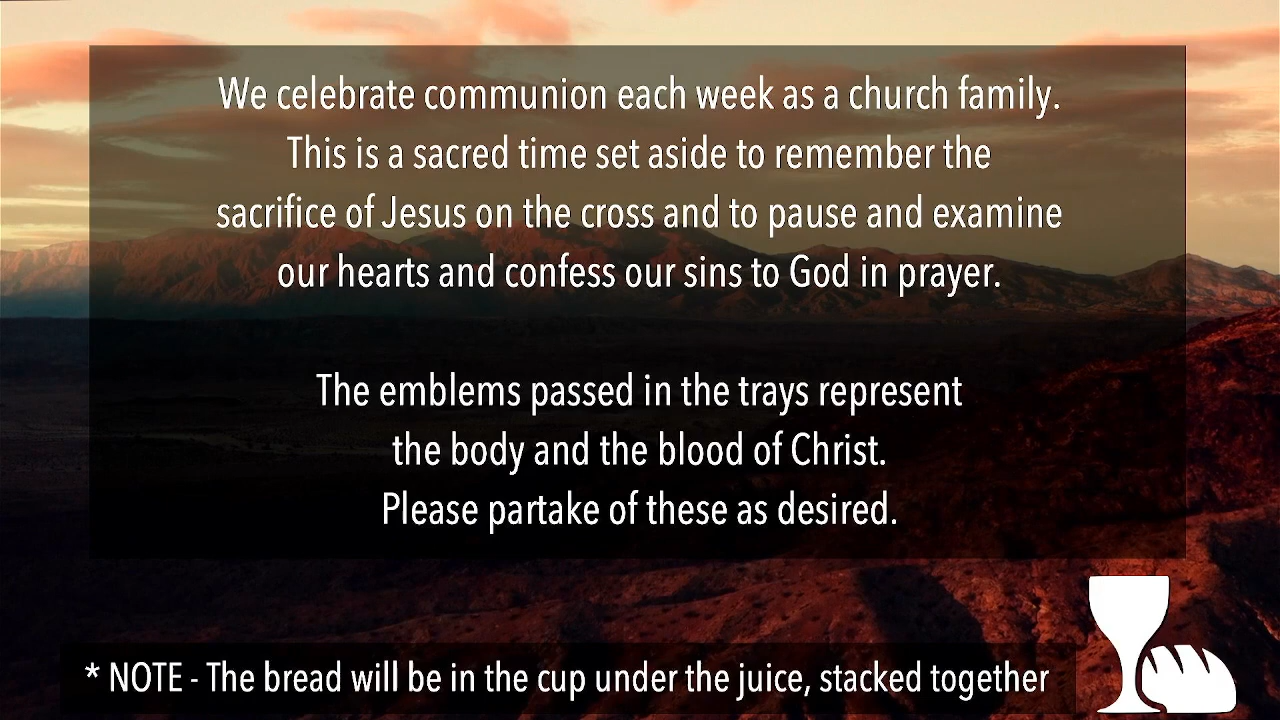 We celebrate communion each week as a church family.
This is a sacred time set aside to remember the
sacrifice of Jesus on the cross and to pause and examine
our hearts and confess our sins to God in prayer.
The emblems passed in the trays represent
the body and the blood of Christ.
Please partake of these as desired.
* NOTE - The bread will be in the cup under the juice, stacked together